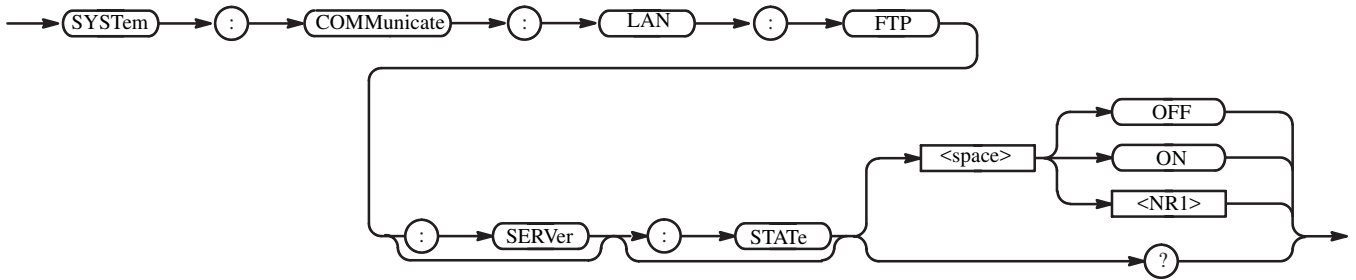 SYSTem : COMMunicate : LAN : FTP
OFF
<space> ON
<NR1>
: SERVer : STATe
?